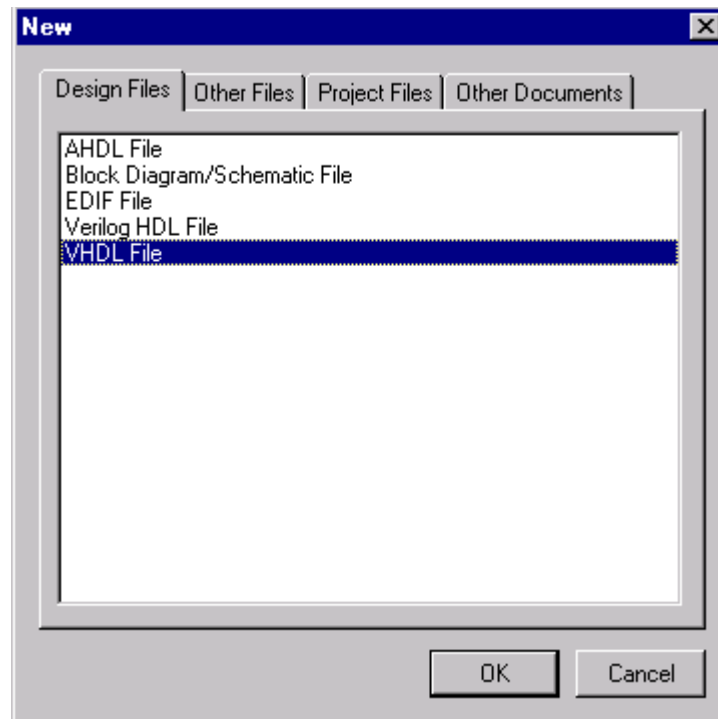 New
Design Files Other Files Project Files Other Documents
AHDL File
Block Diagram/Schematic File
EDIF File
Verilog HDL File
VHDL File
OK Cancel